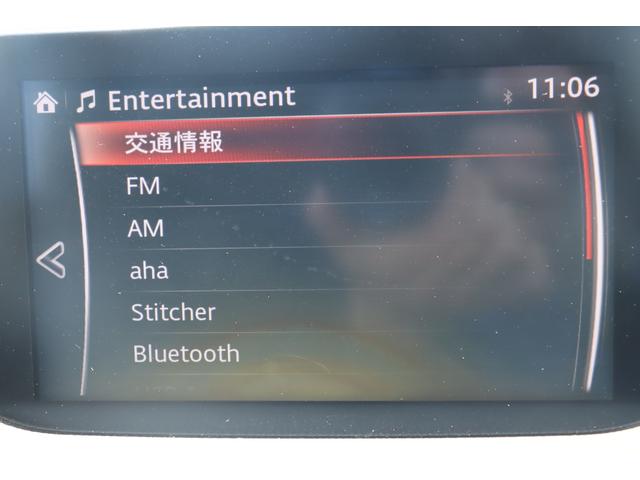 Entertainment 11:06
交通情報
FM
AM
aha
Stitcher
Bluetooth